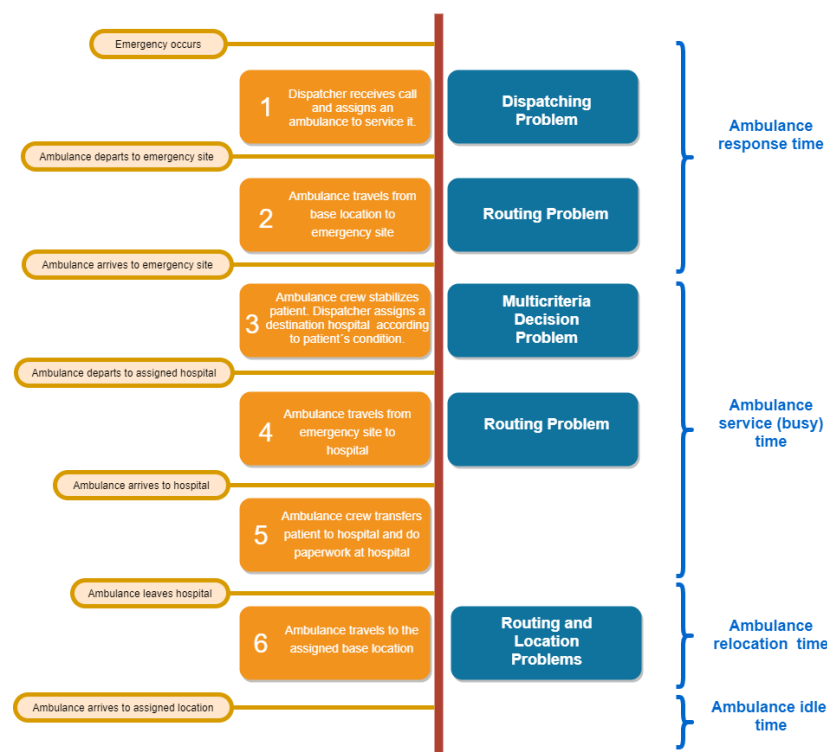 Emergency occurs
1
Dispatcher receives call
and assigns an
ambulance to service it.
Dispatching
Problem
Ambulance
response time
Ambulance departs to emergency site
2
Ambulance travels from
base location to
emergency site
Routing Problem
Ambulance arrives to emergency site
3
Ambulance crew stabilizes
patient. Dispatcher assigns a
destination hospital according
to patient´s condition.
Multicriteria
Decision
Problem
Ambulance departs to assigned hospital
4
Ambulance travels from
emergency site to
hospital
Routing Problem
Ambulance
service (busy)
time
Ambulance arrives to hospital
5
Ambulance crew transfers
patient to hospital and do
paperwork at hospital
Ambulance leaves hospital
6
Ambulance travels to the
assigned base location
Routing and
Location
Problems
Ambulance
relocation time
Ambulance arrives to assigned location
Ambulance idle
time